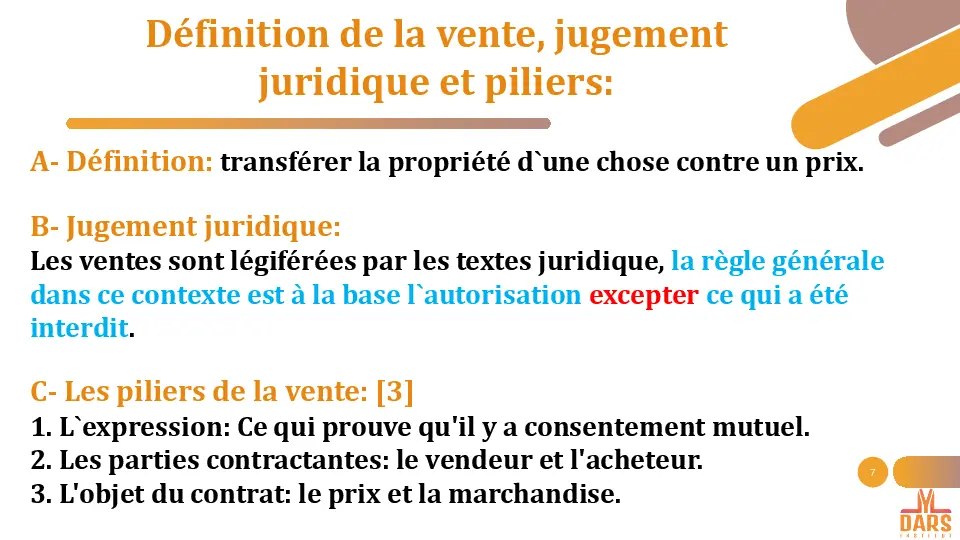 Définition de la vente, jugement
juridique et piliers:
A- Définition: transférer la propriété d`une chose contre un prix.
B- Jugement juridique:
Les ventes sont légiférées par les textes juridique, la règle générale
dans ce contexte est à la base l`autorisation excepter ce qui a été
interdit.
C- Les piliers de la vente: [3]
1. L`expression: Ce qui prouve qu'il y a consentement mutuel.
2. Les parties contractantes: le vendeur et l'acheteur.
3. L'objet du contrat: le prix et la marchandise.
7
DARS